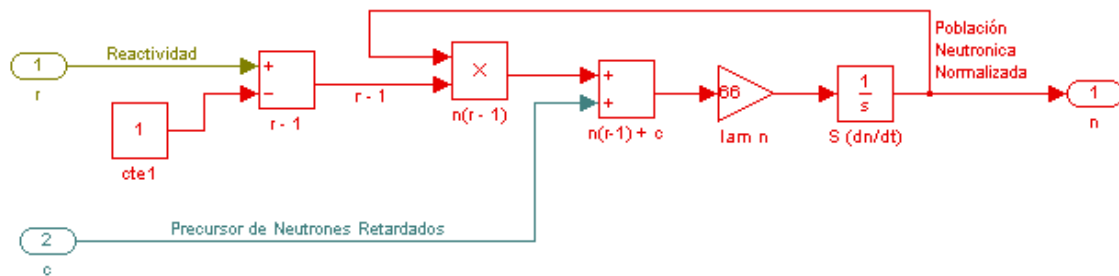 Reactividad
1
r
1
cte1
+
−
r - 1
r - 1
×
n(r - 1)
+
+
n(r-1) + c
66
lam n
1
s
S (dn/dt)
Población
Neutronica
Normalizada
1
n
Precursor de Neutrones Retardados
2
c